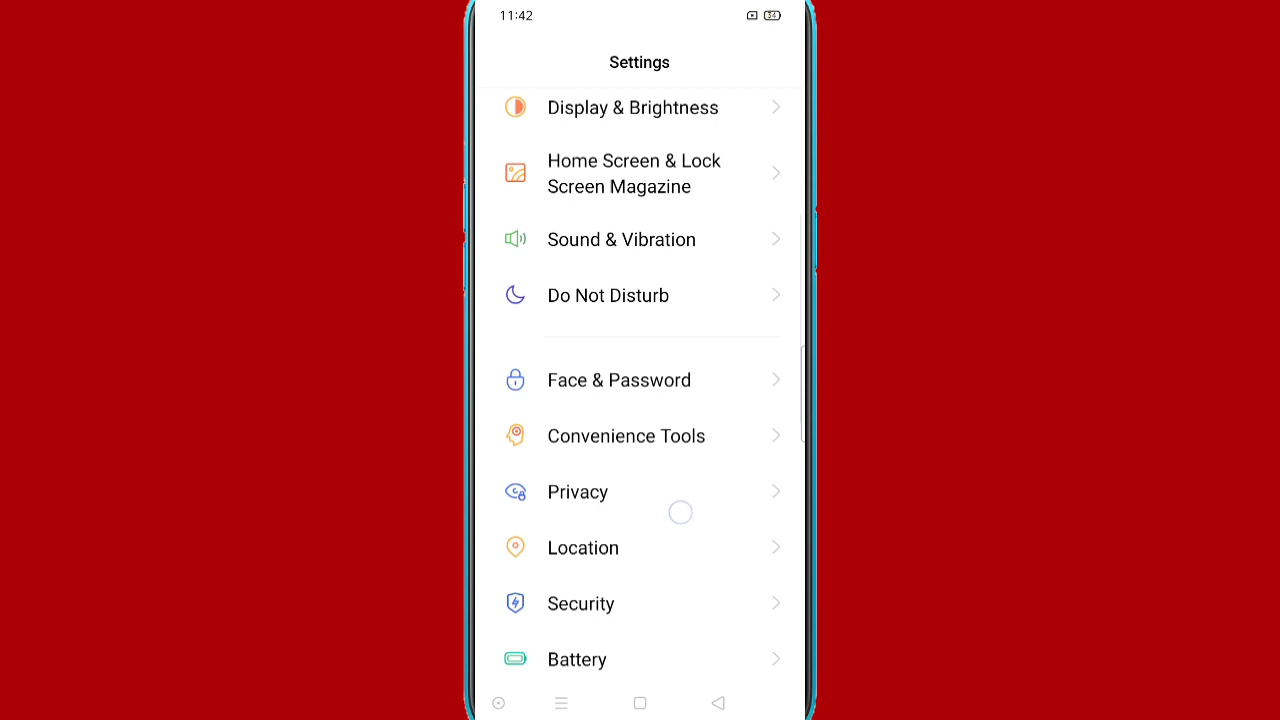 11:42
34
Settings
Display & Brightness
Home Screen & Lock
Screen Magazine
Sound & Vibration
Do Not Disturb
Face & Password
Convenience Tools
Privacy
Location
Security
Battery